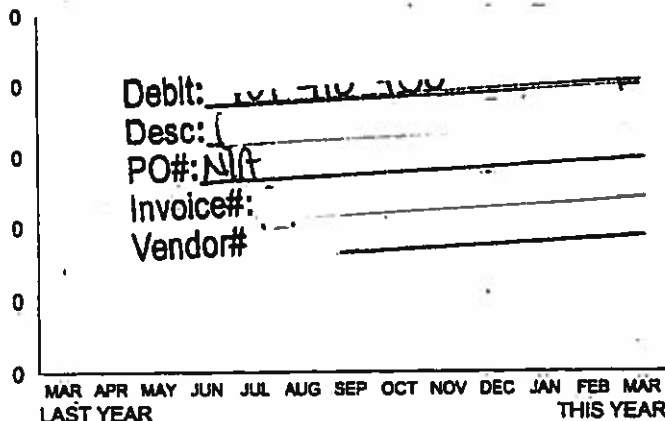 0
0
Debit:
Desc:
0
PO#: N/A
Invoice#:
0
Vendor#
0
0
MAR APR MAY JUN JUL AUG SEP OCT NOV DEC JAN FEB MAR
LAST YEAR THIS YEAR